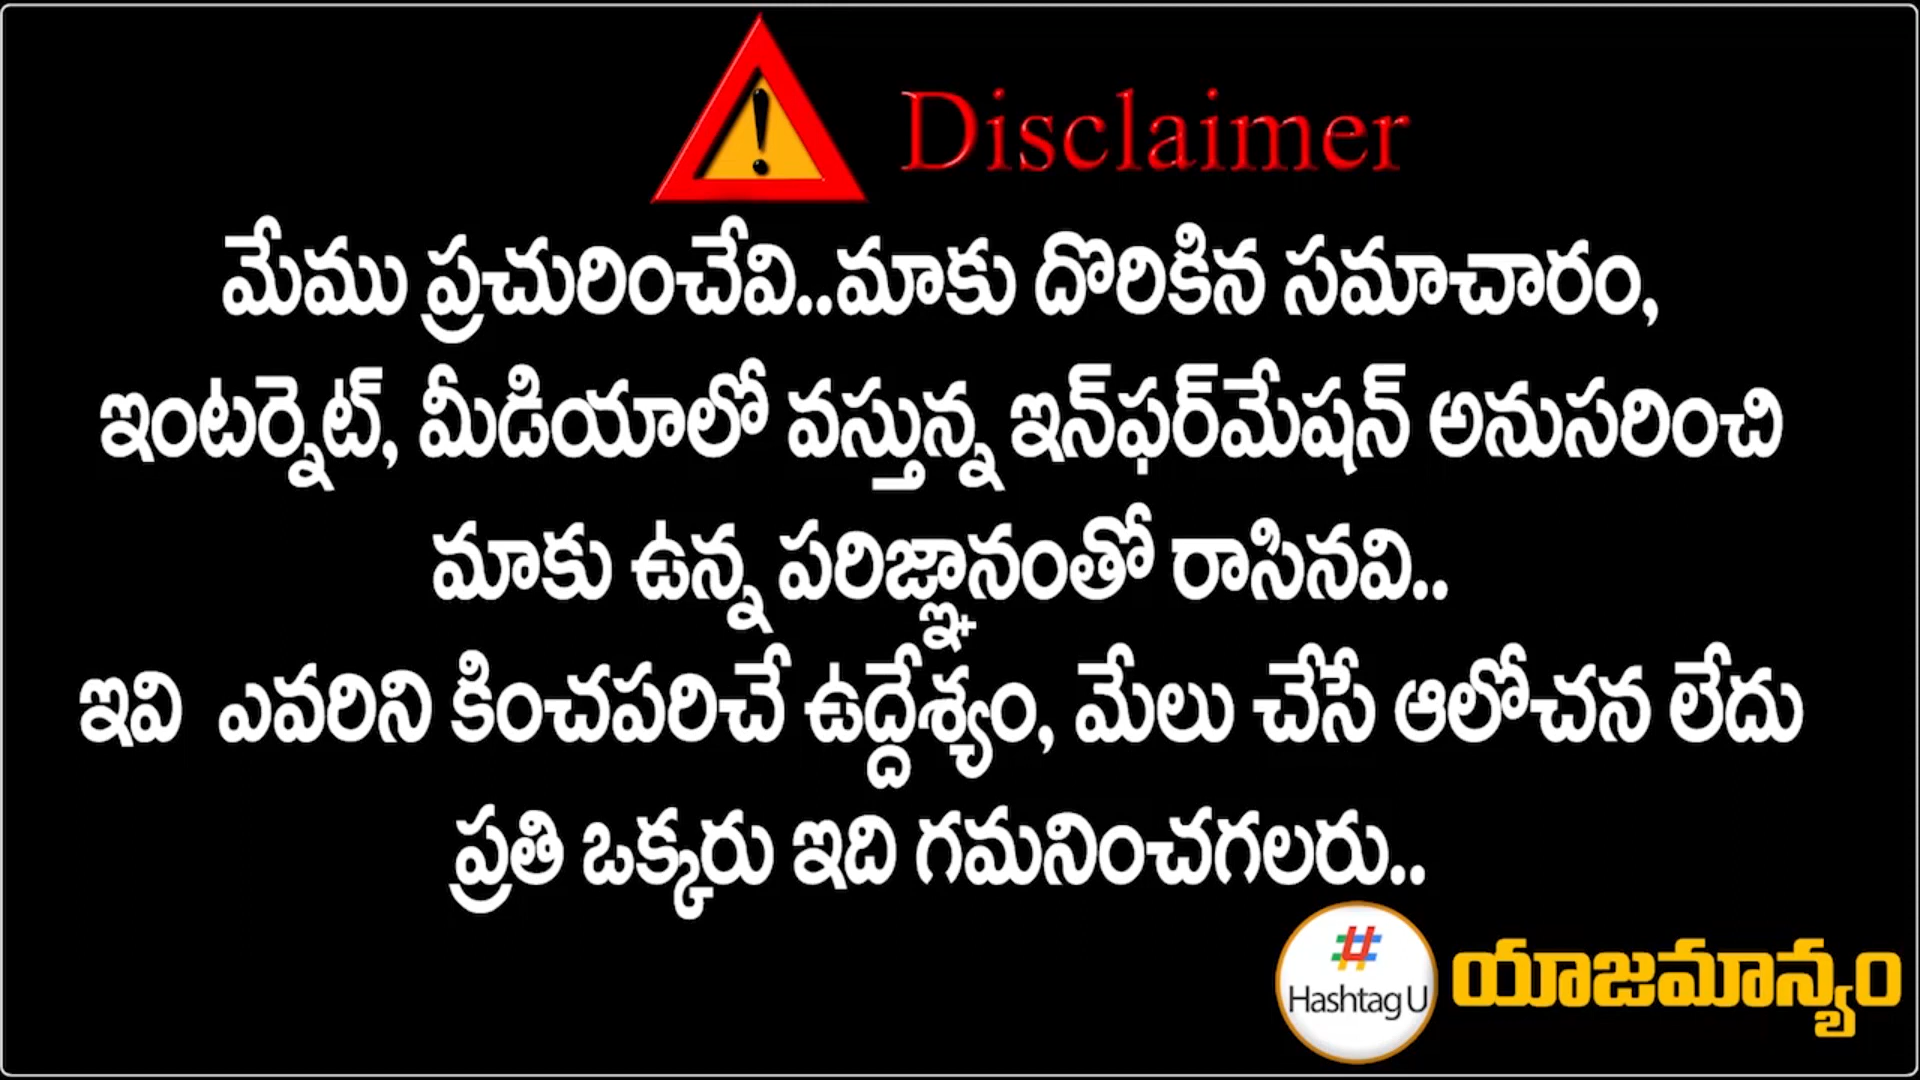 Disclaimer
మేము ప్రచురించేవి..మాకు దొరికిన సమాచారం,
ఇంటర్నెట్, మీడియాలో వస్తున్న ఇన్‌ఫర్‌మేషన్ అనుసరించి
మాకు ఉన్న పరిజ్ఞానంతో రాసినవి..
ఇవి ఎవరిని కించపరిచే ఉద్దేశ్యం, మేలు చేసే ఆలోచన లేదు
ప్రతి ఒక్కరు ఇది గమనించగలరు..
Hashtag U
యాజమాన్యం